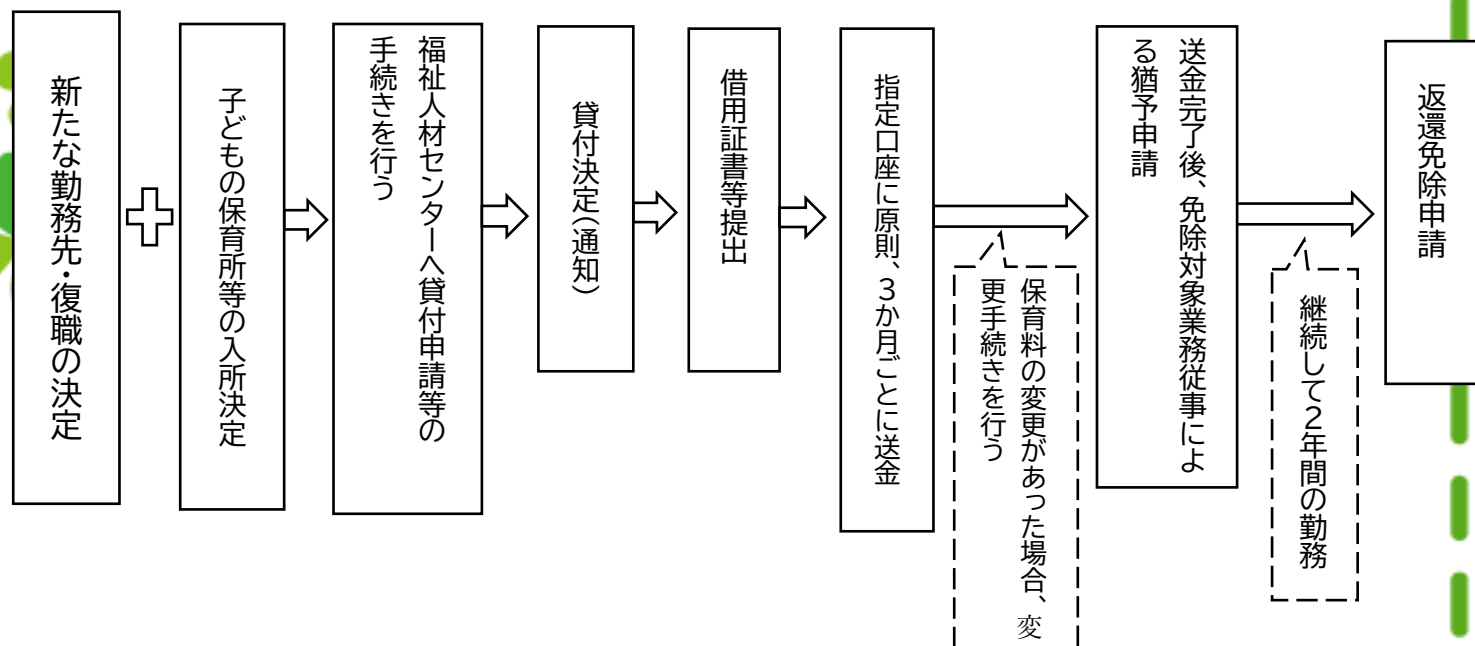 新たな勤務先・復職の決定
子どもの保育所等の入所決定
福祉人材センターへ貸付申請等の
手続きを行う
貸付決定（通知）
借用証書等提出
指定口座に原則、３か月ごとに送金
保育料の変更があった場合、変
更手続きを行う
送金完了後、免除対象業務従事によ
る猶予申請
継続して２年間の勤務
返還免除申請